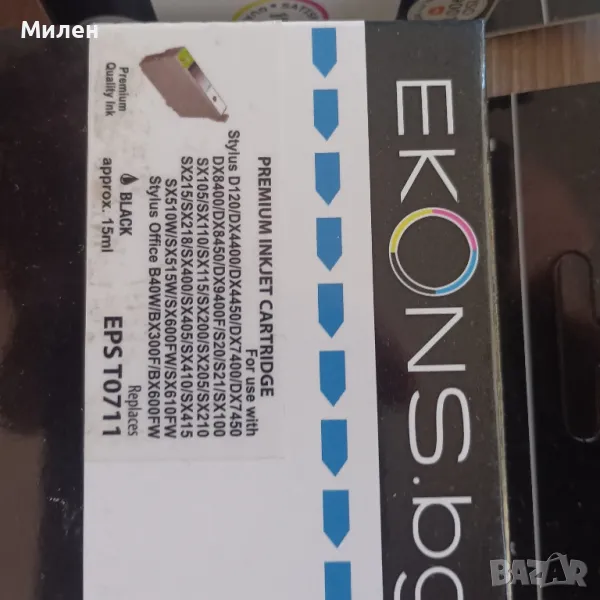 Милен
EKONS.bg
PREMIUM INKJET CARTRIDGE
For use with
Stylus D120/DX4400/DX4450/DX7400/DX7450
DX8400/DX8450/DX9400F/S20/S21/SX100
SX105/SX110/SX115/SX200/SX205/SX210
SX215/SX218/SX400/SX405/SX410/SX415
SX510W/SX515W/SX600FW/SX610FW
Stylus Office B40W/BX300F/BX600FW
Premium
Quality Ink
BLACK
approx. 15ml
Replaces
EPS T0711
BAZAR